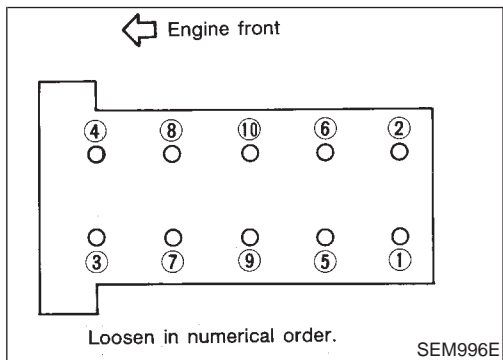 Engine front
④ ⑧ ⑩ ⑥ ②
③ ⑦ ⑨ ⑤ ①
Loosen in numerical order.
SEM996E